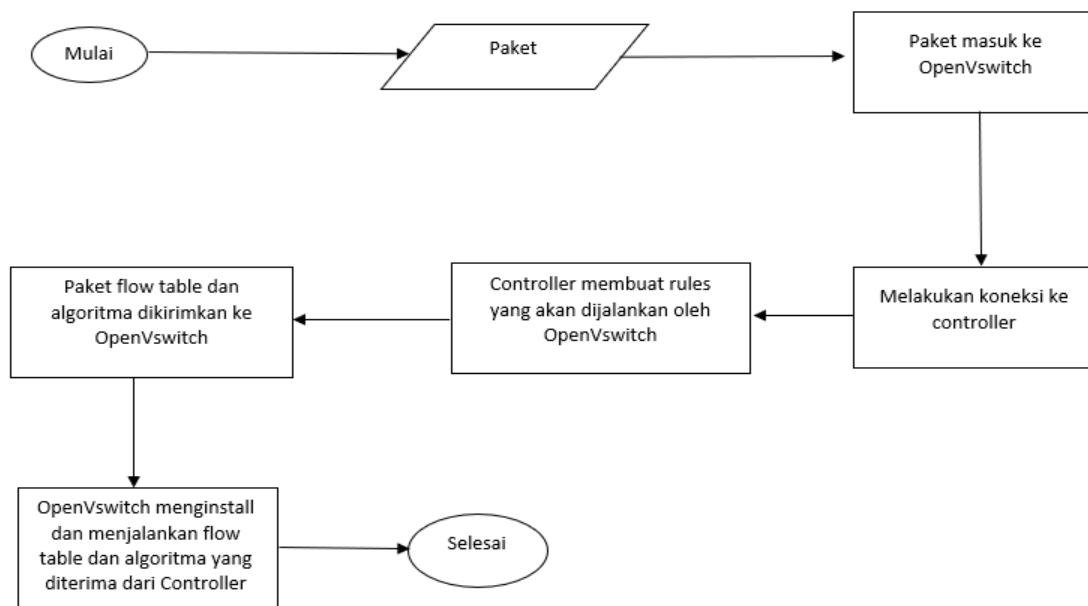 Mulai
Paket
Paket masuk ke
OpenVswitch
Melakukan koneksi ke
controller
Controller membuat rules
yang akan dijalankan oleh
OpenVswitch
Paket flow table dan
algoritma dikirimkan ke
OpenVswitch
OpenVswitch menginstall
dan menjalankan flow
table dan algoritma yang
diterima dari Controller
Selesai